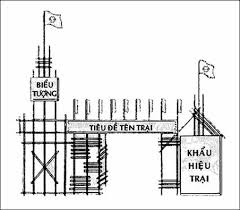 BIỂU
TƯỢNG
TIÊU ĐỀ TÊN TRẠI
KHẨU
HIỆU
TRẠI